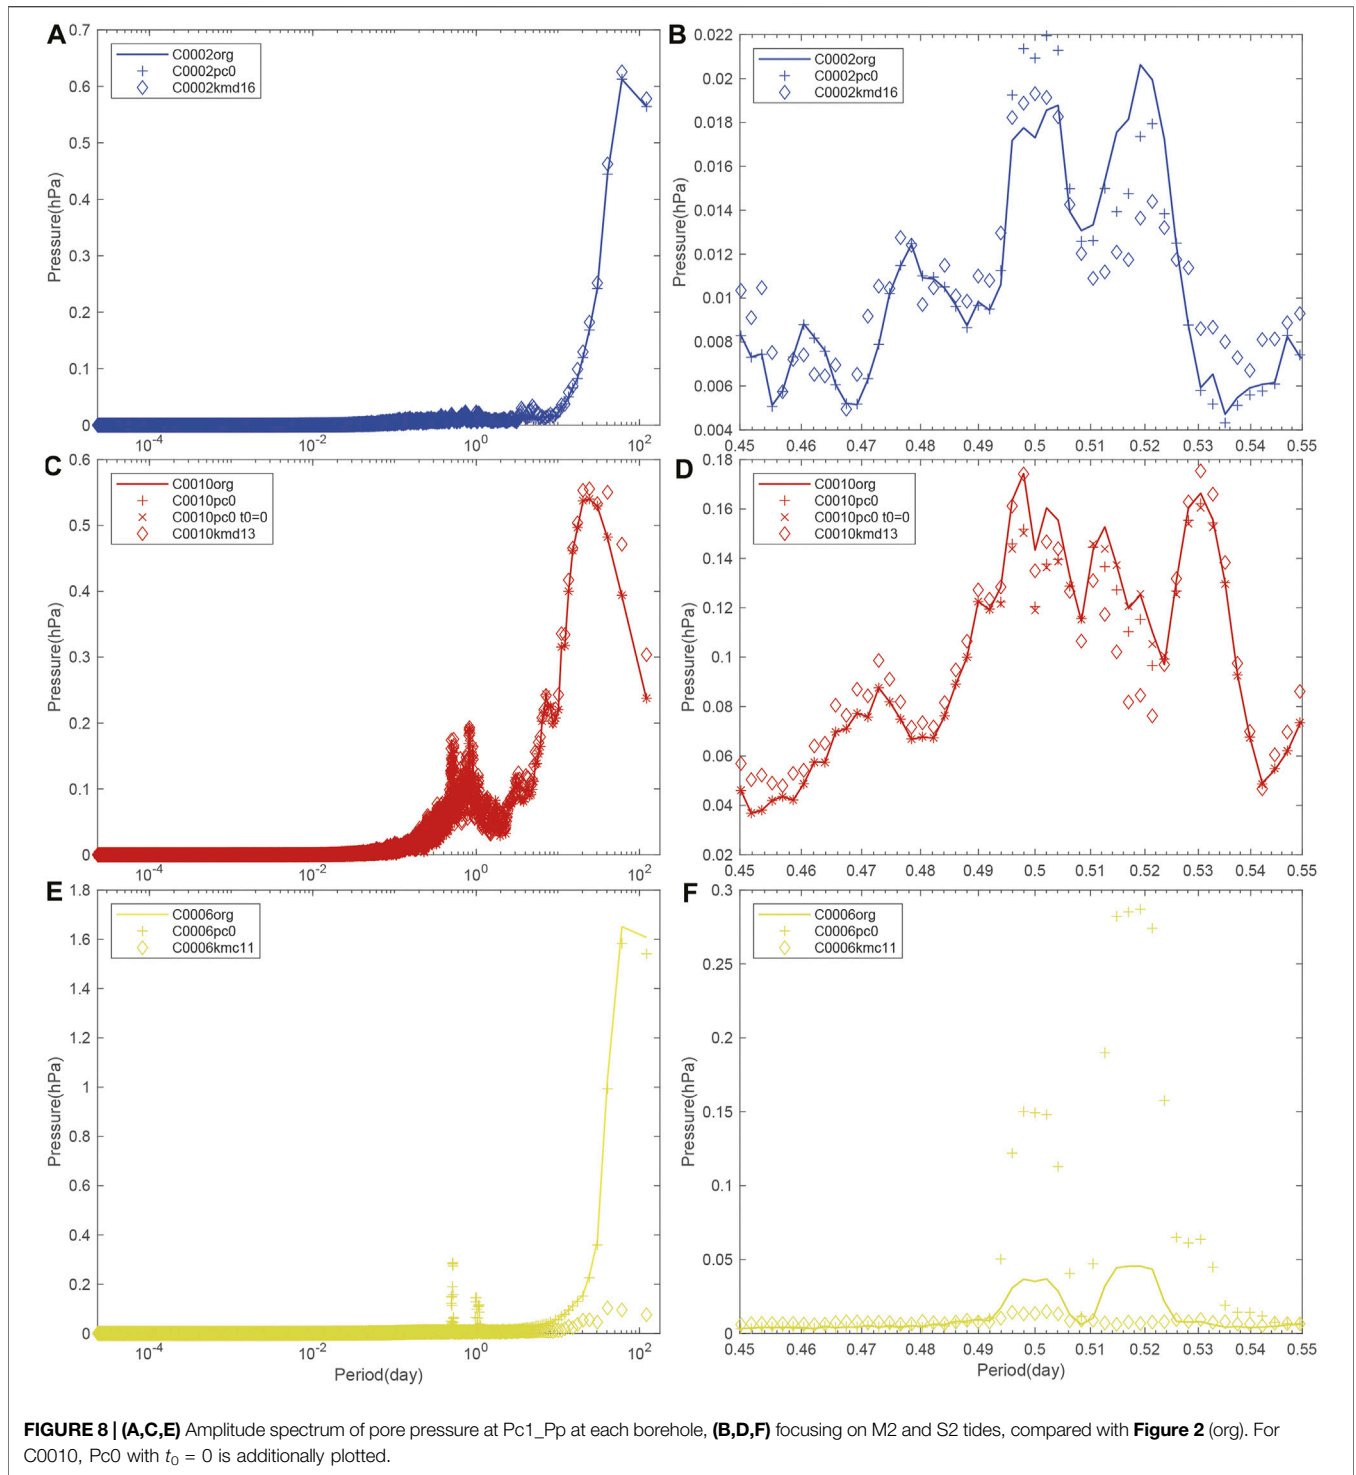 A
Pressure(hPa)
0.7
0.6
0.5
0.4
0.3
0.2
0.1
0
C0002org
C0002pc0
C0002kmd16
10-4
10-2
100
102
B
Pressure(hPa)
0.022
0.02
0.018
0.016
0.014
0.012
0.01
0.008
0.006
0.004
C0002org
C0002pc0
C0002kmd16
0.45
0.46
0.47
0.48
0.49
0.5
0.51
0.52
0.53
0.54
0.55
C
Pressure(hPa)
0.6
0.5
0.4
0.3
0.2
0.1
0
C0010org
C0010pc0
C0010pc0 t0=0
C0010kmd13
10-4
10-2
100
102
D
Pressure(hPa)
0.18
0.16
0.14
0.12
0.1
0.08
0.06
0.04
0.02
C0010org
C0010pc0
C0010pc0 t0=0
C0010kmd13
0.45
0.46
0.47
0.48
0.49
0.5
0.51
0.52
0.53
0.54
0.55
E
Pressure(hPa)
1.8
1.6
1.4
1.2
1
0.8
0.6
0.4
0.2
0
C0006org
C0006pc0
C0006kmc11
10-4
10-2
100
102
Period(day)
F
Pressure(hPa)
0.3
0.25
0.2
0.15
0.1
0.05
0
C0006org
C0006pc0
C0006kmc11
0.45
0.46
0.47
0.48
0.49
0.5
0.51
0.52
0.53
0.54
0.55
Period(day)
FIGURE 8 | (A,C,E) Amplitude spectrum of pore pressure at Pc1_Pp at each borehole, (B,D,F) focusing on M2 and S2 tides, compared with Figure 2 (org). For
C0010, Pc0 with t0 = 0 is additionally plotted.